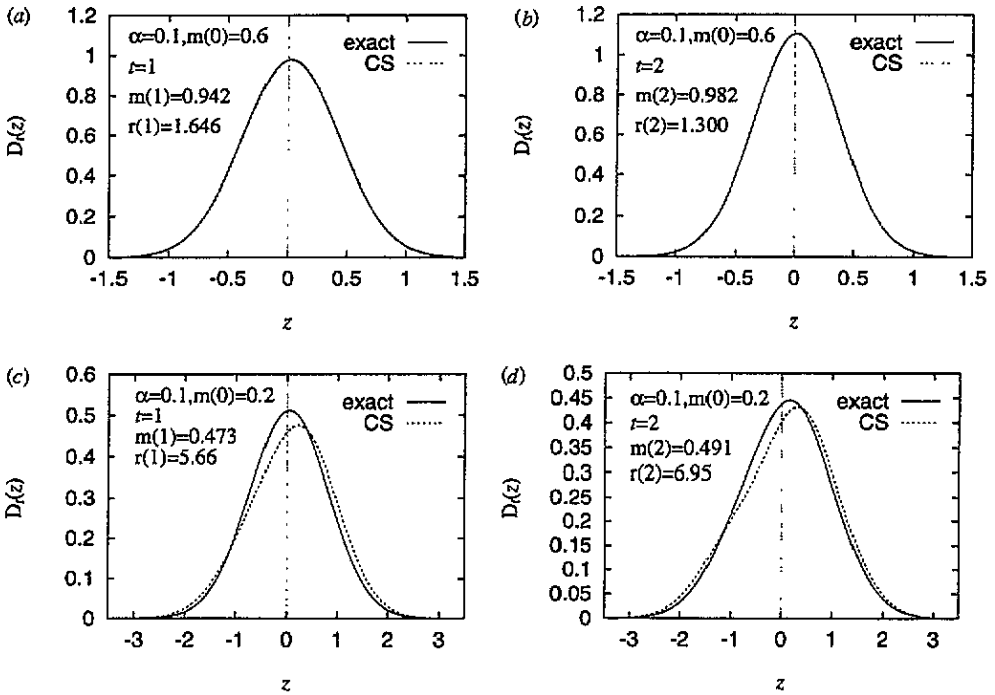 (a)
1.2
1
0.8
0.6
0.4
0.2
0
α=0.1,m(0)=0.6
t=1
m(1)=0.942
r(1)=1.646
exact
CS
Dt(z)
-1.5 -1 -0.5 0 0.5 1 1.5
z
(b)
1.2
1
0.8
0.6
0.4
0.2
0
α=0.1,m(0)=0.6
t=2
m(2)=0.982
r(2)=1.300
exact
CS
Dt(z)
-1.5 -1 -0.5 0 0.5 1 1.5
z
(c)
0.6
0.5
0.4
0.3
0.2
0.1
0
α=0.1,m(0)=0.2
t=1
m(1)=0.473
r(1)=5.66
exact
CS
Dt(z)
-3 -2 -1 0 1 2 3
z
(d)
0.5
0.45
0.4
0.35
0.3
0.25
0.2
0.15
0.1
0.05
0
α=0.1,m(0)=0.2
t=2
m(2)=0.491
r(2)=6.95
exact
CS
Dt(z)
-3 -2 -1 0 1 2 3
z